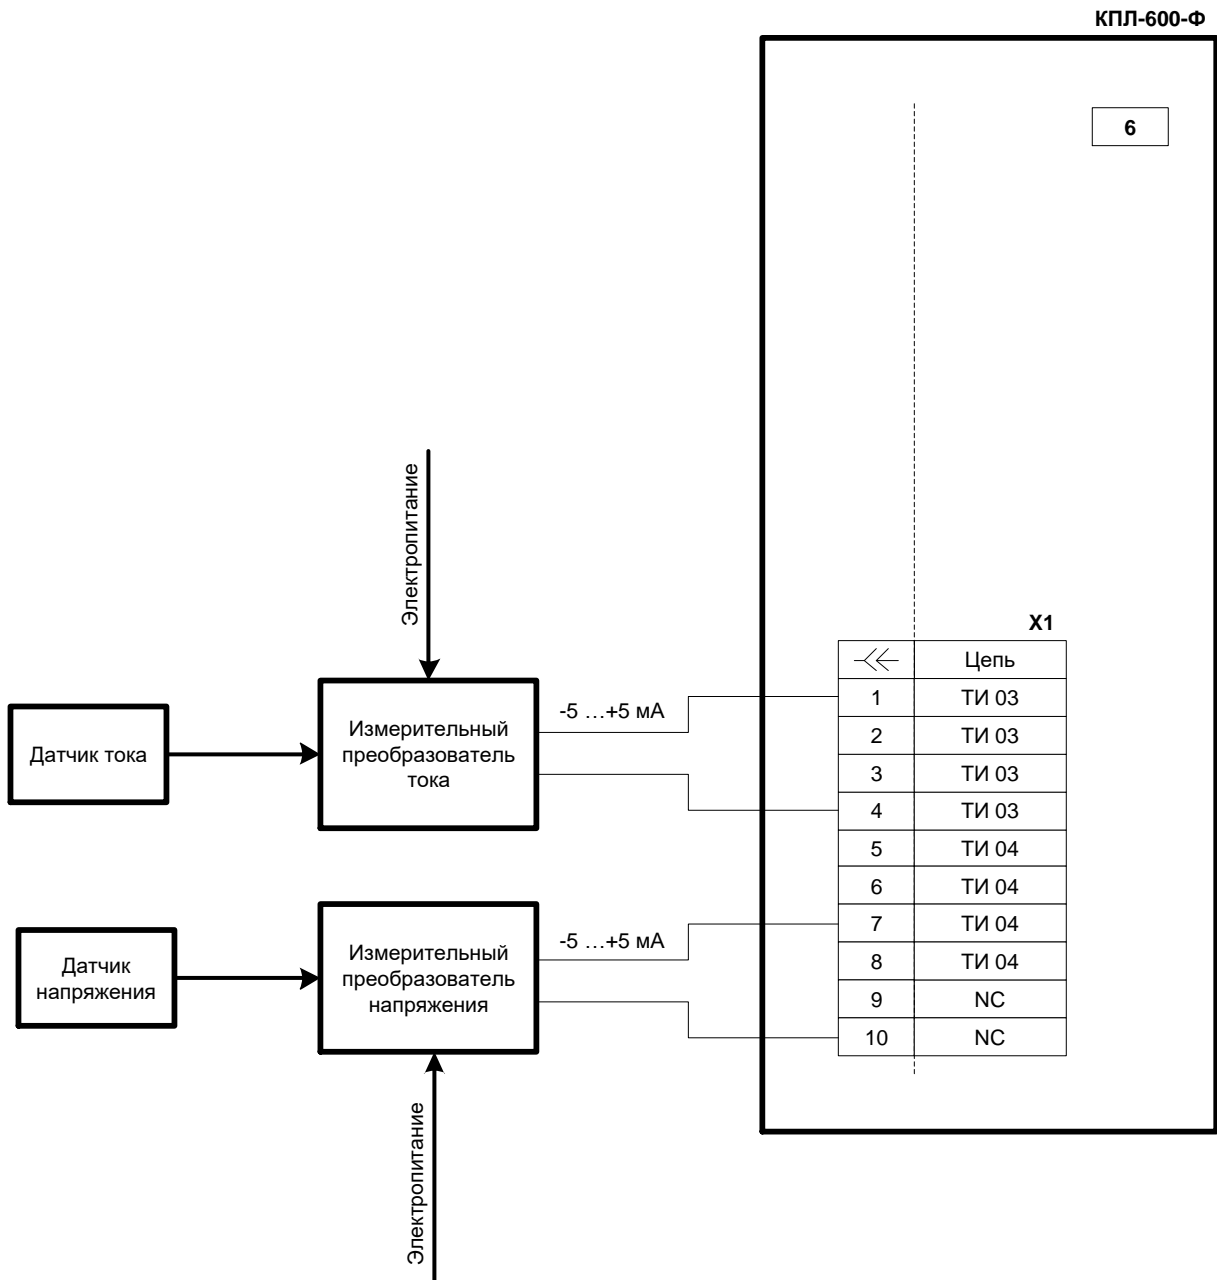 КПЛ-600-Ф
6
Электропитание
X1
Цепь
1 ТИ 03
2 ТИ 03
3 ТИ 03
4 ТИ 03
5 ТИ 04
6 ТИ 04
7 ТИ 04
8 ТИ 04
9 NC
10 NC
Датчик тока
Измерительный
преобразователь
тока
-5 ...+5 мА
Датчик
напряжения
Измерительный
преобразователь
напряжения
-5 ...+5 мА
Электропитание